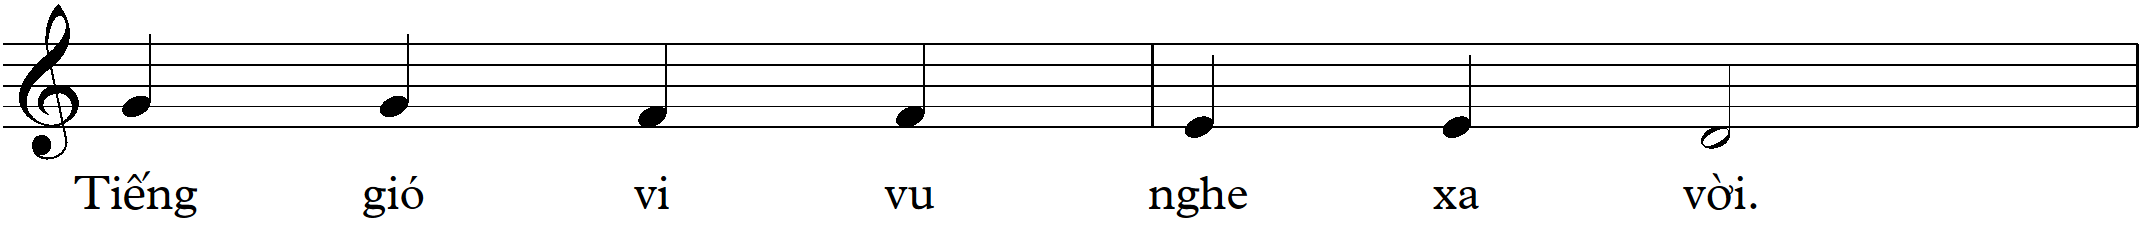 Tiếng gió vi vu nghe xa vời.